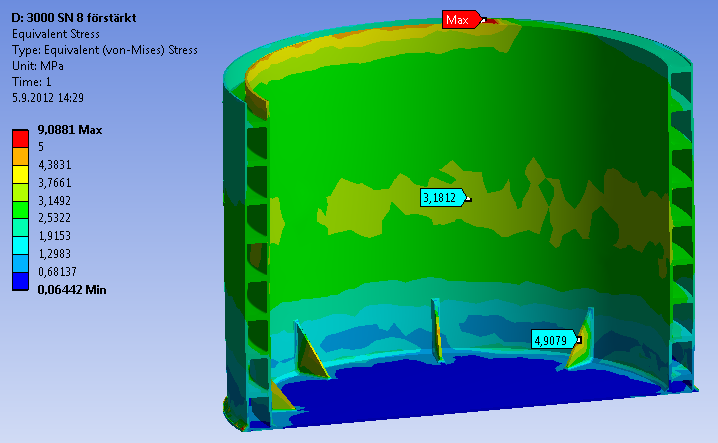 D: 3000 SN 8 förstärkt
Equivalent Stress
Type: Equivalent (von-Mises) Stress
Unit: MPa
Time: 1
5.9.2012 14:29
9,0881 Max
5
4,3831
3,7661
3,1492
2,5322
1,9153
1,2983
0,68137
0,06442 Min
Max
3,1812
4,9079